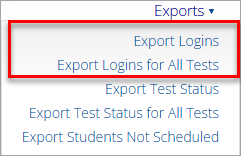 Exports ▾
Export Logins
Export Logins for All Tests
Export Test Status
Export Test Status for All Tests
Export Students Not Scheduled